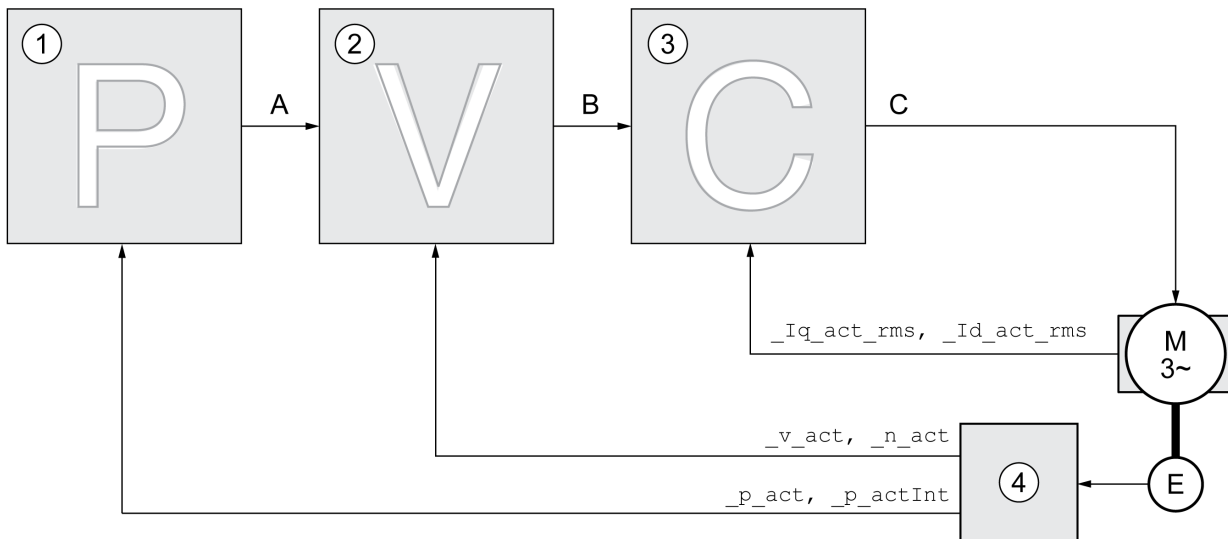 1
P
A
2
V
B
3
C
C
_Iq_act_rms, _Id_act_rms
M
3~
_v_act, _n_act
_p_act, _p_actInt
4
E